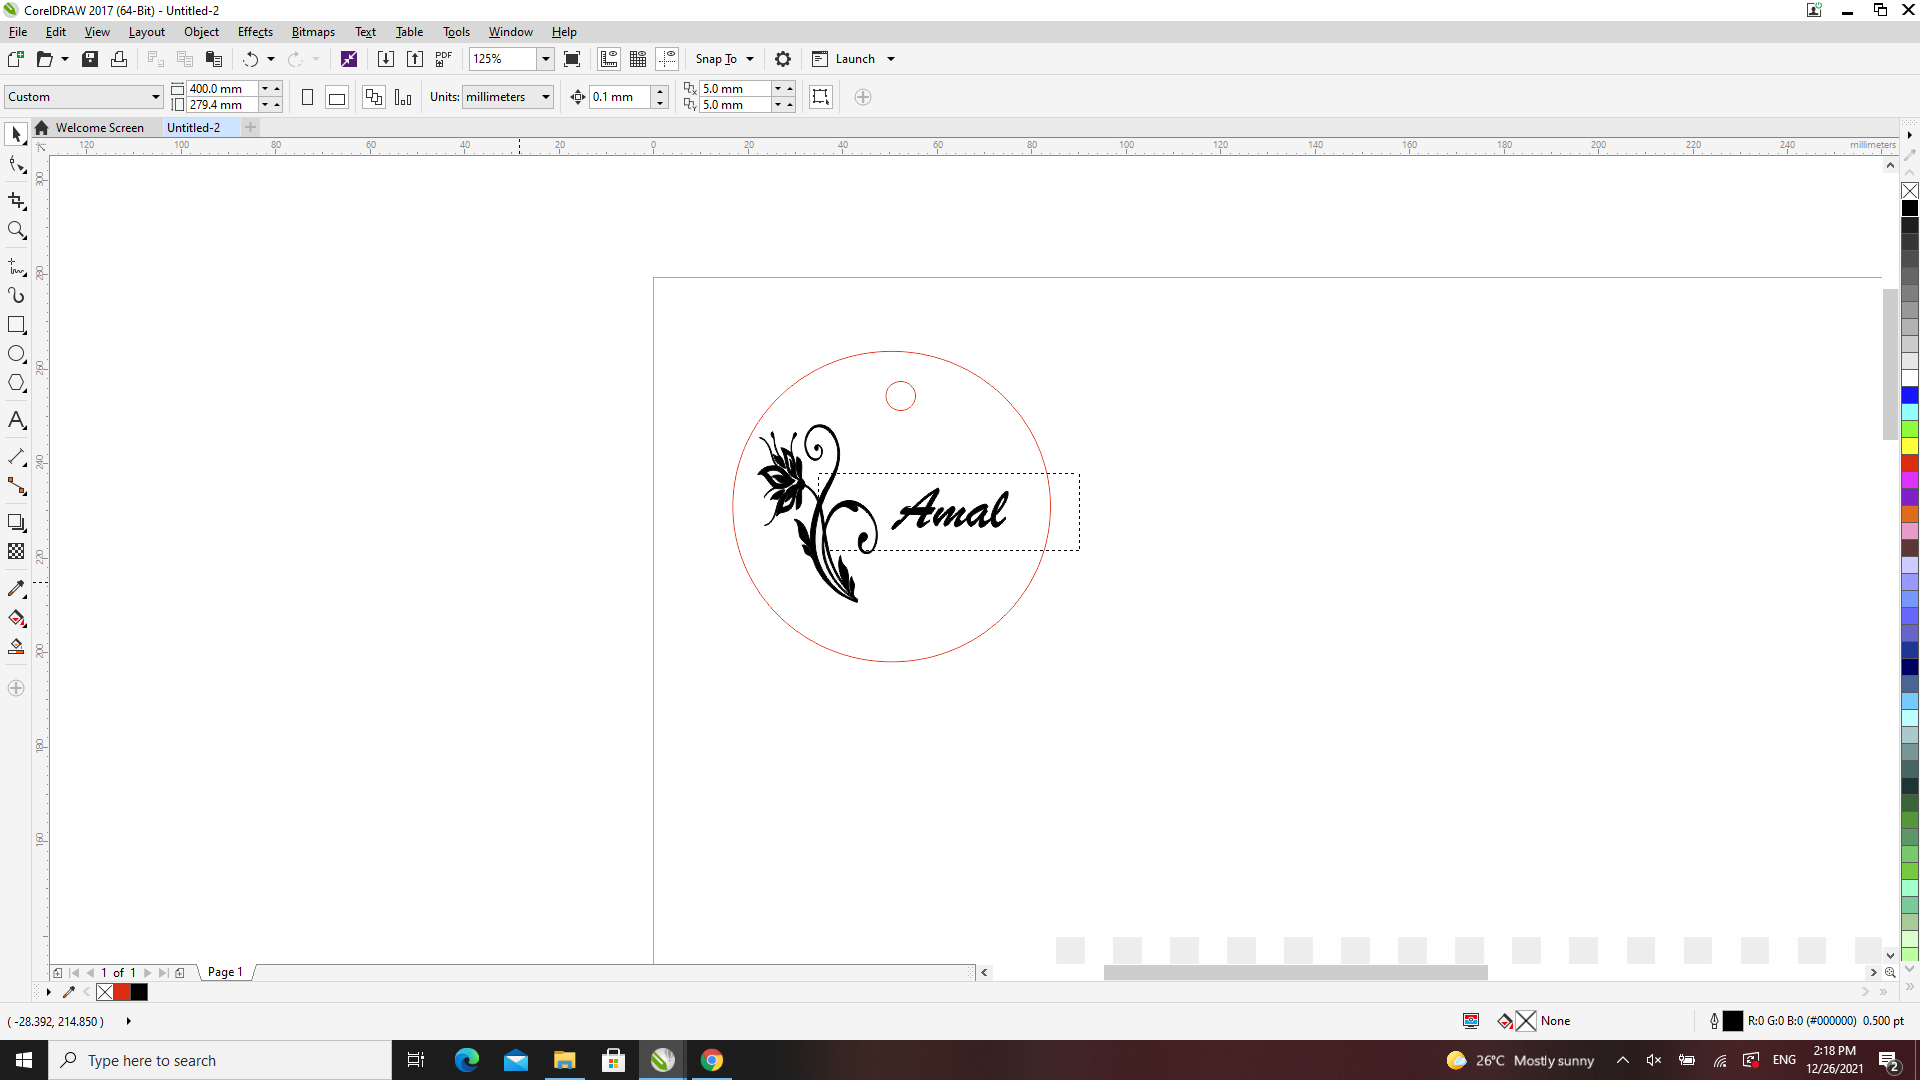 CorelDRAW 2017 (64-Bit) - Untitled-2
File Edit View Layout Object Effects Bitmaps Text Table Tools Window Help
PDF 125% Snap To Launch
Custom 400.0 mm 279.4 mm Units: millimeters 0.1 mm 5.0 mm 5.0 mm
Welcome Screen Untitled-2
120 100 80 60 40 20 0 20 40 60 80 100 120 140 160 180 200 220 240 millimeters
300
280
260
240
220
200
180
160
Amal
1 of 1 Page 1
( -28.392, 214.850 ) None R:0 G:0 B:0 (#000000) 0.500 pt
Type here to search 26°C Mostly sunny ENG 2:18 PM
12/26/2021 2